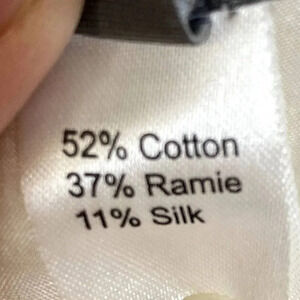 52% Cotton
37% Ramie
11% Silk